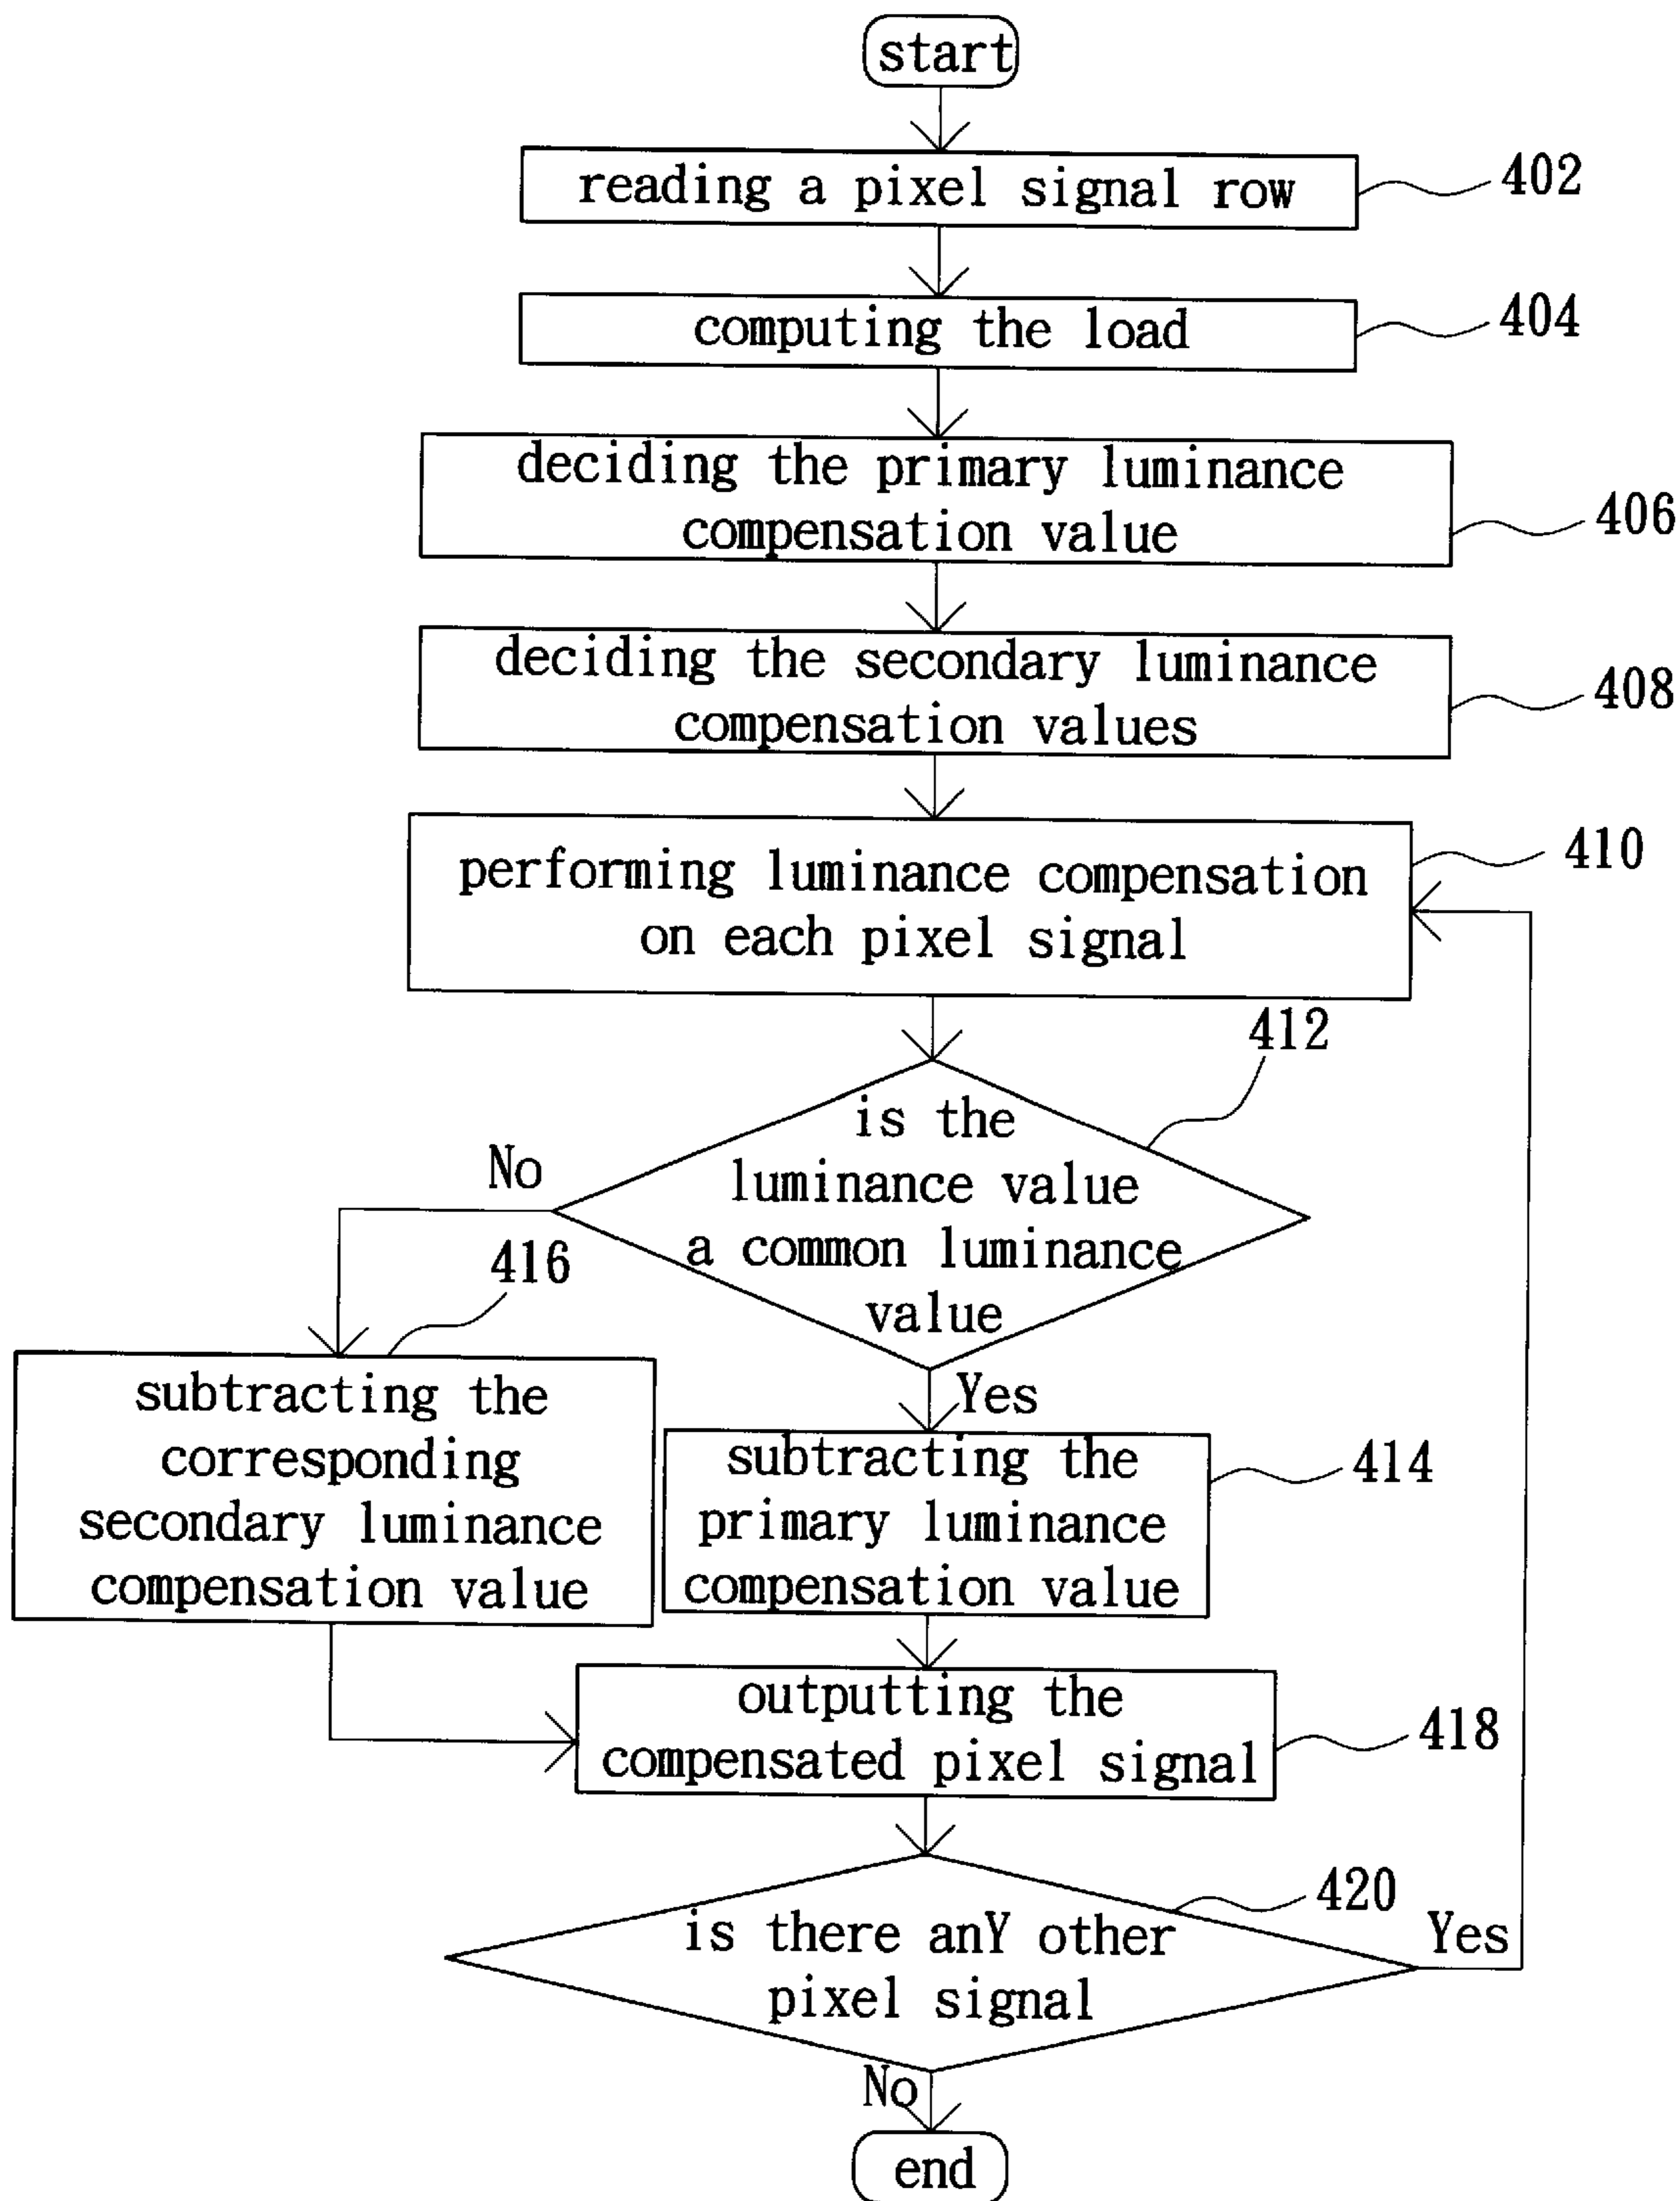 start
reading a pixel signal row
402
computing the load
404
deciding the primary luminance
compensation value
406
deciding the secondary luminance
compensation values
408
performing luminance compensation
on each pixel signal
410
412
is the
luminance value
a common luminance
value
No
416
Yes
subtracting the
corresponding
secondary luminance
compensation value
subtracting the
primary luminance
compensation value
414
outputting the
compensated pixel signal
418
420
is there anY other
pixel signal
Yes
No
end